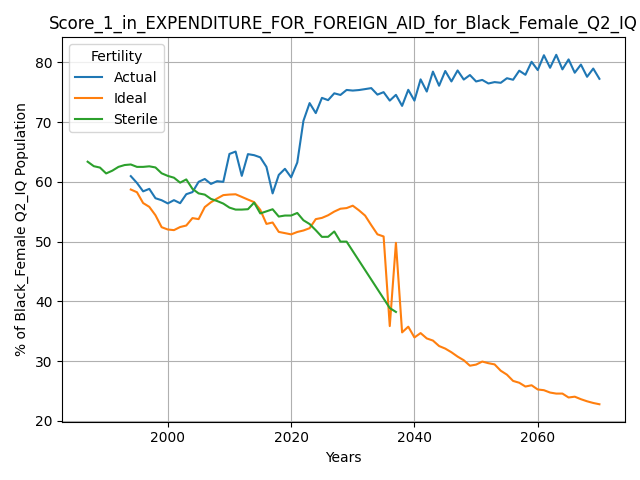 Score_1_in_EXPENDITURE_FOR_FOREIGN_AID_for_Black_Female_Q2_IQ
Fertility
Actual
Ideal
Sterile
% of Black_Female Q2_IQ Population
80
70
60
50
40
30
20
2000
2020
2040
2060
Years